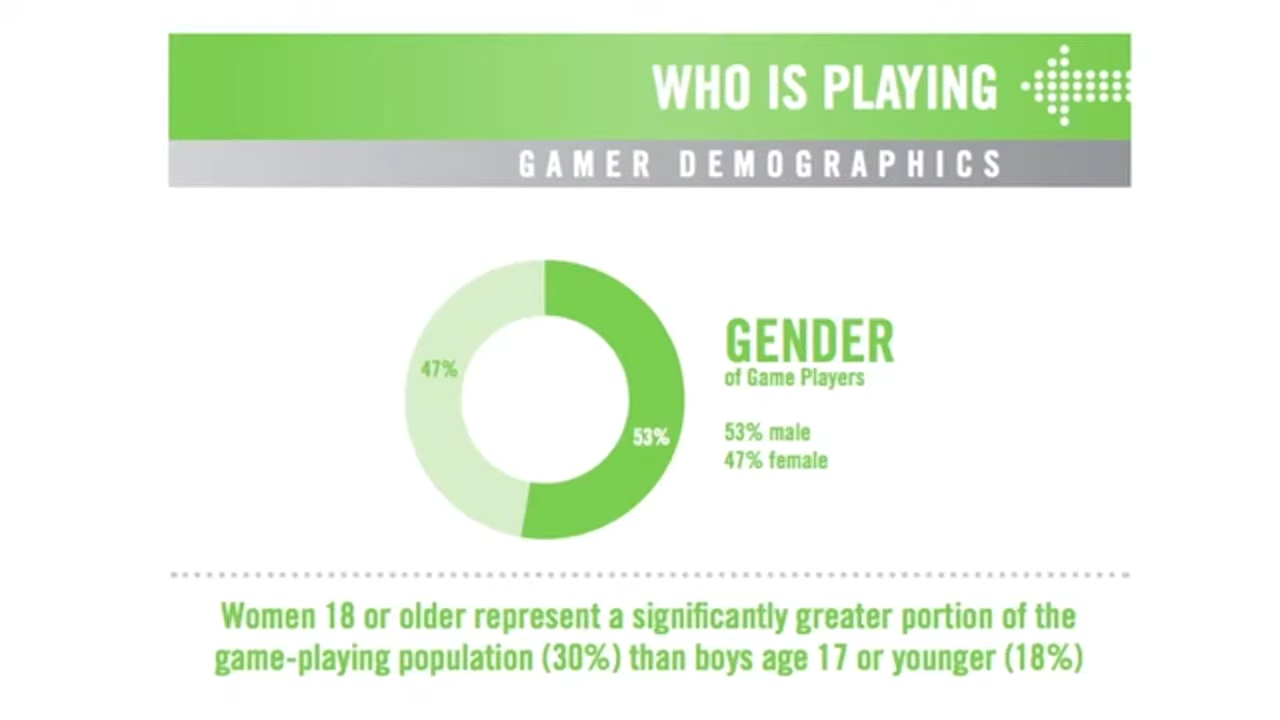 WHO IS PLAYING
GAMER DEMOGRAPHICS
47%
53%
GENDER
of Game Players
53% male
47% female
Women 18 or older represent a significantly greater portion of the
game-playing population (30%) than boys age 17 or younger (18%)